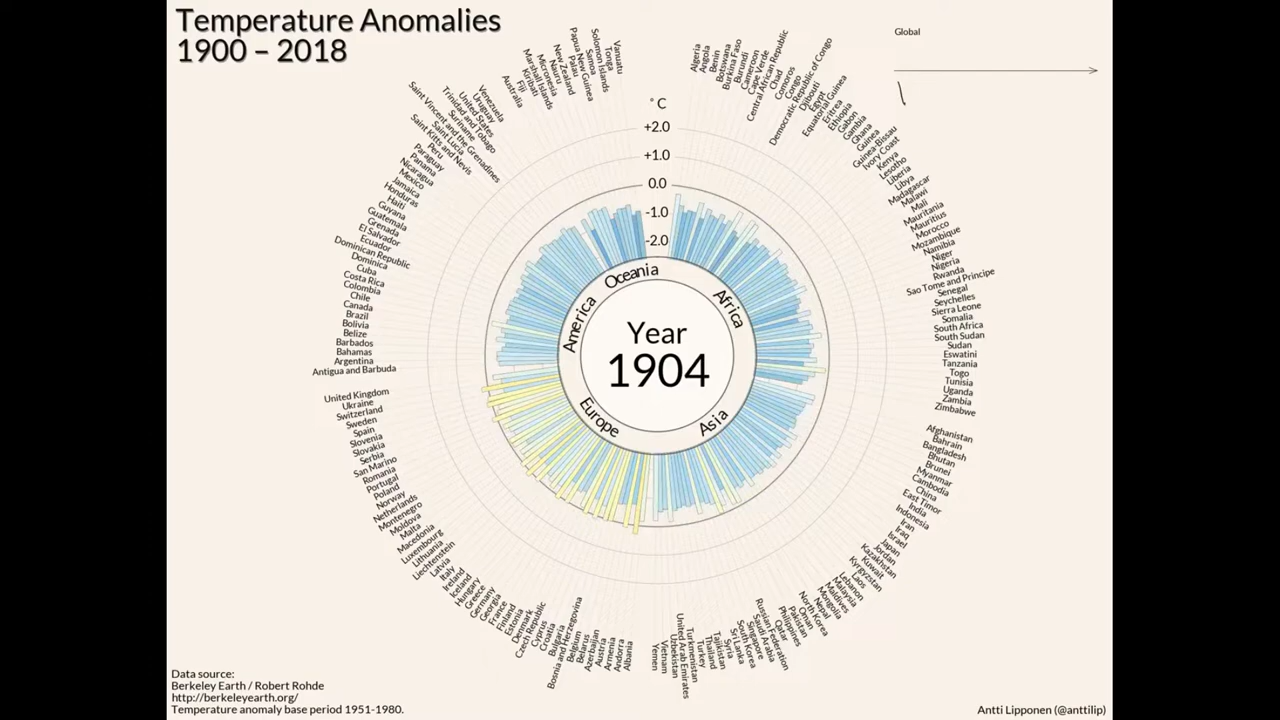 Temperature Anomalies
1900 – 2018
Global
°C
+2.0
+1.0
0.0
-1.0
-2.0
Year
1904
Africa
Asia
Europe
America
Oceania
Algeria
Angola
Benin
Botswana
Burkina Faso
Burundi
Cameroon
Cape Verde
Central African Republic
Chad
Comoros
Congo
Democratic Republic of Congo
Djibouti
Egypt
Equatorial Guinea
Eritrea
Ethiopia
Gabon
Gambia
Ghana
Guinea
Guinea-Bissau
Ivory Coast
Kenya
Lesotho
Liberia
Libya
Madagascar
Malawi
Mali
Mauritania
Mauritius
Morocco
Mozambique
Namibia
Niger
Nigeria
Rwanda
Sao Tome and Principe
Senegal
Seychelles
Sierra Leone
Somalia
South Africa
South Sudan
Sudan
Eswatini
Tanzania
Togo
Tunisia
Uganda
Zambia
Zimbabwe
Afghanistan
Bahrain
Bangladesh
Bhutan
Brunei
Myanmar
Cambodia
China
East Timor
India
Indonesia
Iran
Iraq
Israel
Japan
Jordan
Kazakhstan
Kuwait
Kyrgyzstan
Laos
Lebanon
Malaysia
Maldives
Mongolia
Nepal
North Korea
Oman
Pakistan
Philippines
Qatar
Russian Federation
Saudi Arabia
Singapore
South Korea
Sri Lanka
Syria
Tajikistan
Thailand
Turkey
Turkmenistan
United Arab Emirates
Uzbekistan
Vietnam
Yemen
Albania
Andorra
Armenia
Austria
Azerbaijan
Belarus
Belgium
Bosnia and Herzegovina
Bulgaria
Croatia
Cyprus
Czech Republic
Denmark
Estonia
Finland
France
Georgia
Germany
Greece
Hungary
Iceland
Ireland
Italy
Latvia
Liechtenstein
Lithuania
Luxembourg
Macedonia
Malta
Moldova
Montenegro
Netherlands
Norway
Poland
Portugal
Romania
San Marino
Serbia
Slovakia
Slovenia
Spain
Sweden
Switzerland
Ukraine
United Kingdom
Antigua and Barbuda
Argentina
Bahamas
Barbados
Belize
Bolivia
Brazil
Canada
Chile
Colombia
Costa Rica
Cuba
Dominica
Dominican Republic
Ecuador
El Salvador
Grenada
Guatemala
Guyana
Haiti
Honduras
Jamaica
Mexico
Nicaragua
Panama
Paraguay
Peru
Saint Kitts and Nevis
Saint Lucia
Saint Vincent and the Grenadines
Suriname
Trinidad and Tobago
United States
Uruguay
Venezuela
Australia
Fiji
Kiribati
Marshall Islands
Micronesia
Nauru
New Zealand
Palau
Papua New Guinea
Samoa
Solomon Islands
Tonga
Vanuatu
Data source:
Berkeley Earth / Robert Rohde
http://berkeleyearth.org/
Temperature anomaly base period 1951-1980.
Antti Lipponen (@anttilip)